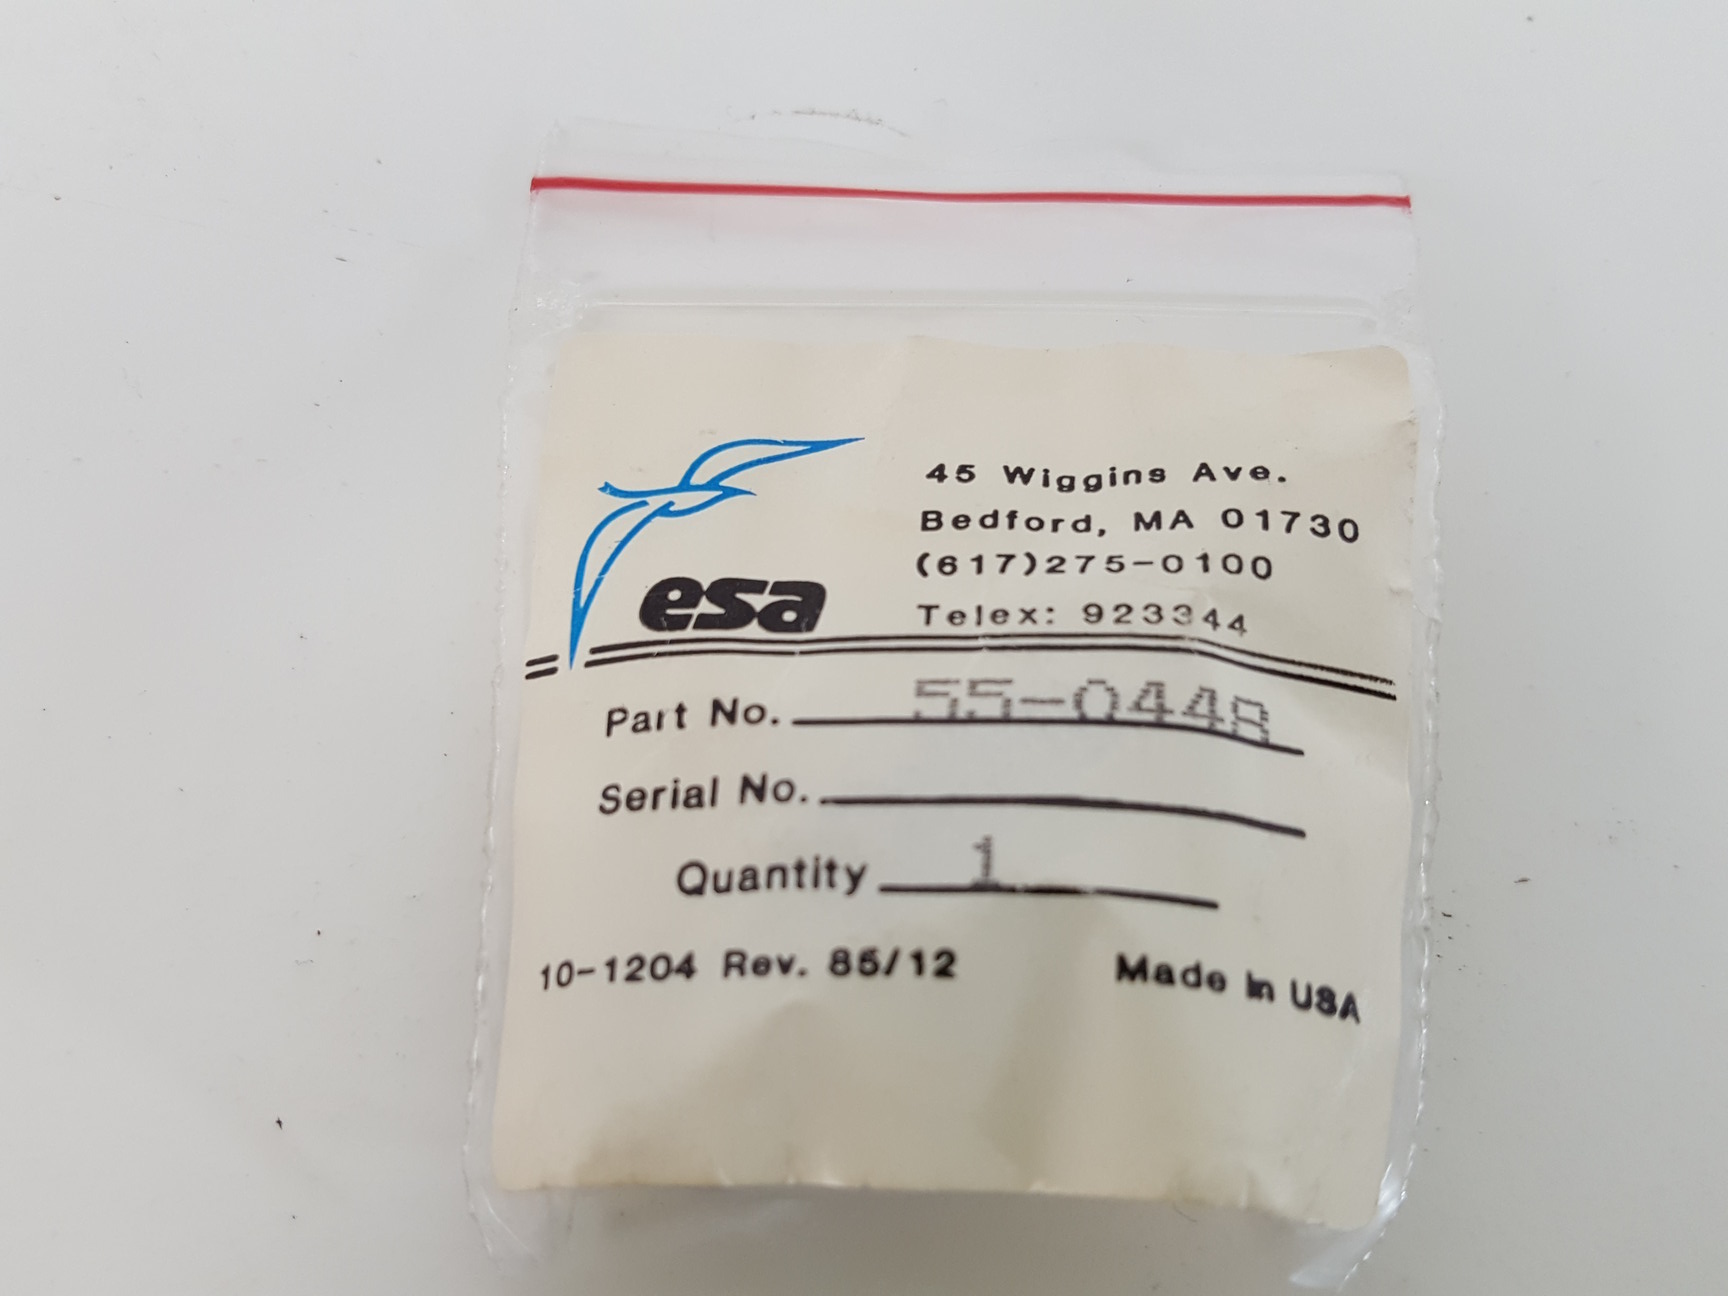 esa
45 Wiggins Ave.
Bedford, MA 01730
(617)275-0100
Telex: 923344
Part No. 55-0448
Serial No.
Quantity 1
10-1204 Rev. 85/12 Made in USA